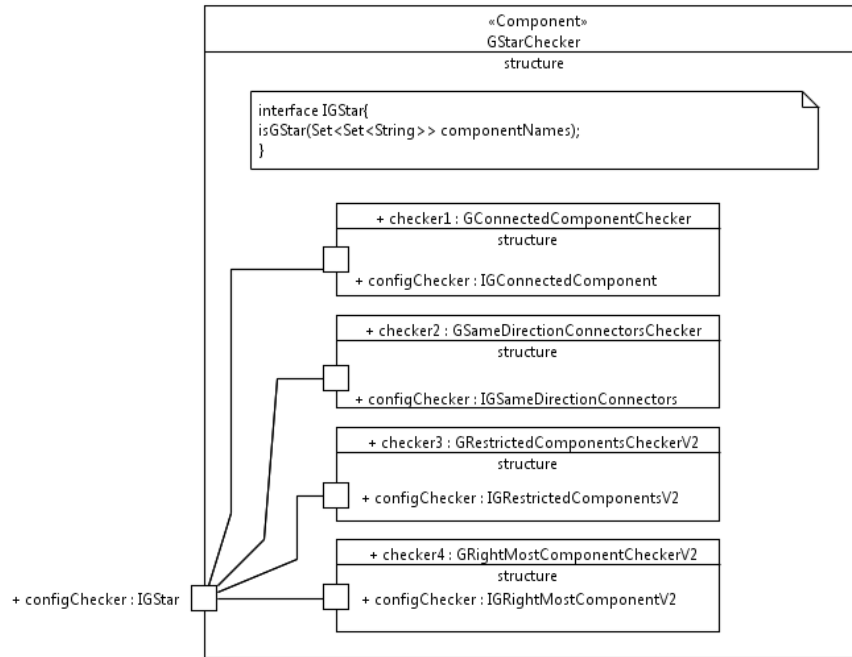 «Component»
GStarChecker
structure
interface IGStar{
isGStar(Set<Set<String>> componentNames);
}
+ checker1 : GConnectedComponentChecker
structure
+ configChecker : IGConnectedComponent
+ checker2 : GSameDirectionConnectorsChecker
structure
+ configChecker : IGSameDirectionConnectors
+ checker3 : GRestrictedComponentsCheckerV2
structure
+ configChecker : IGRestrictedComponentsV2
+ checker4 : GRightMostComponentCheckerV2
structure
+ configChecker : IGRightMostComponentV2
+ configChecker : IGStar